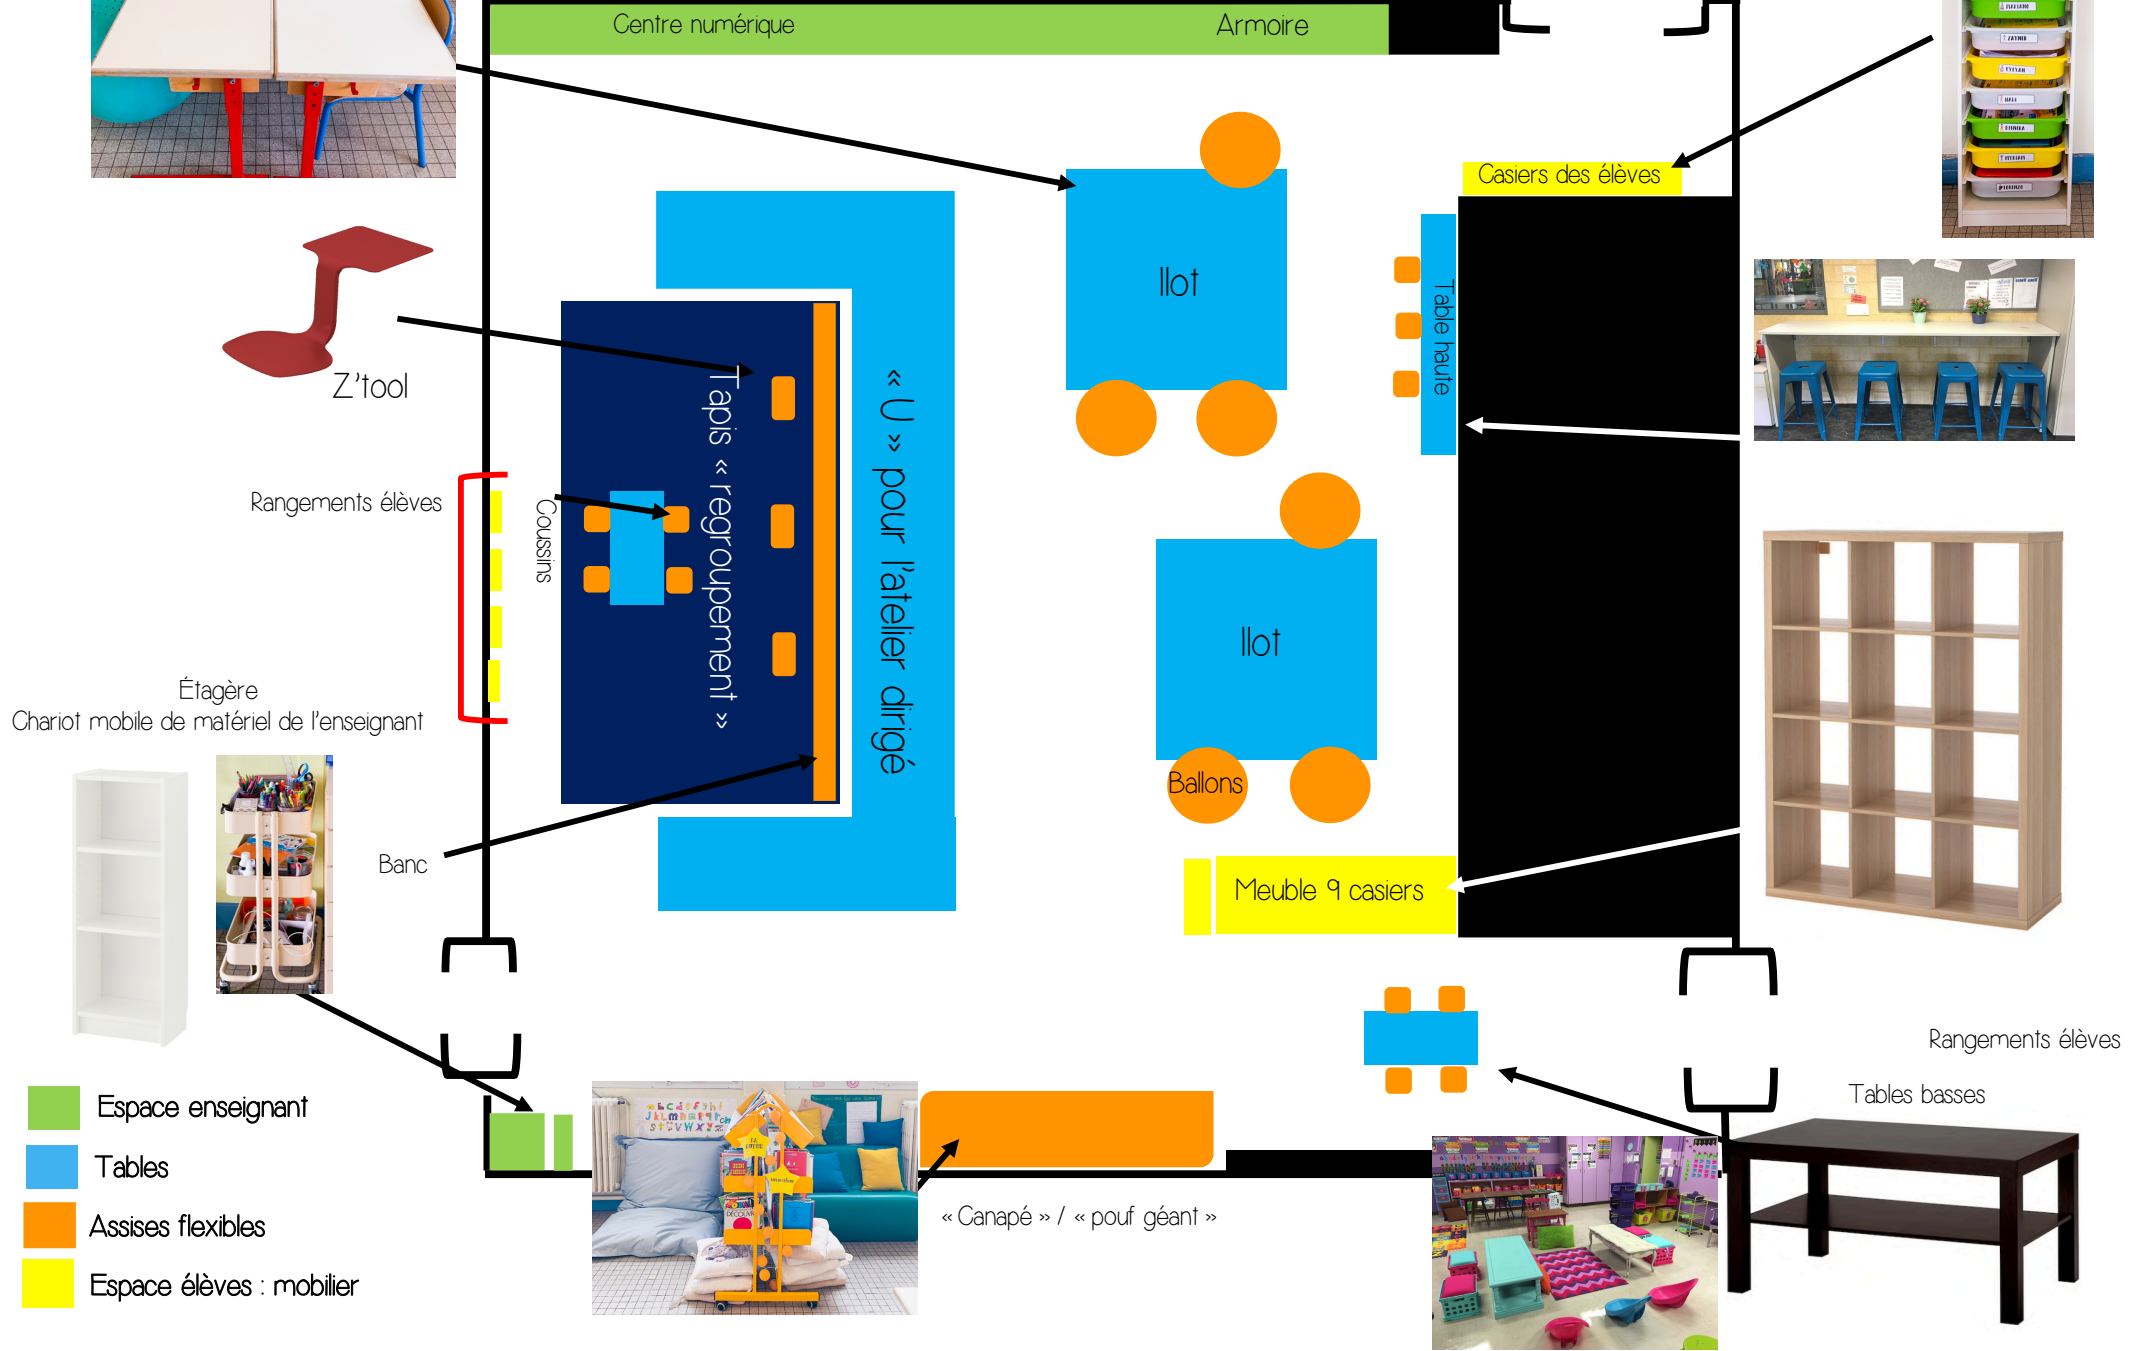 Centre numérique
Armoire
ZAYNEB
LORENZO
Casiers des élèves
Ilot
Table haute
Z'tool
Tapis « regroupement »
« U » pour l'atelier dirigé
Rangements élèves
Coussins
Ilot
Étagère
Chariot mobile de matériel de l'enseignant
Ballons
Banc
Meuble 9 casiers
Rangements élèves
Tables basses
Espace enseignant
Tables
Assises flexibles
Espace élèves : mobilier
« Canapé » / « pouf géant »